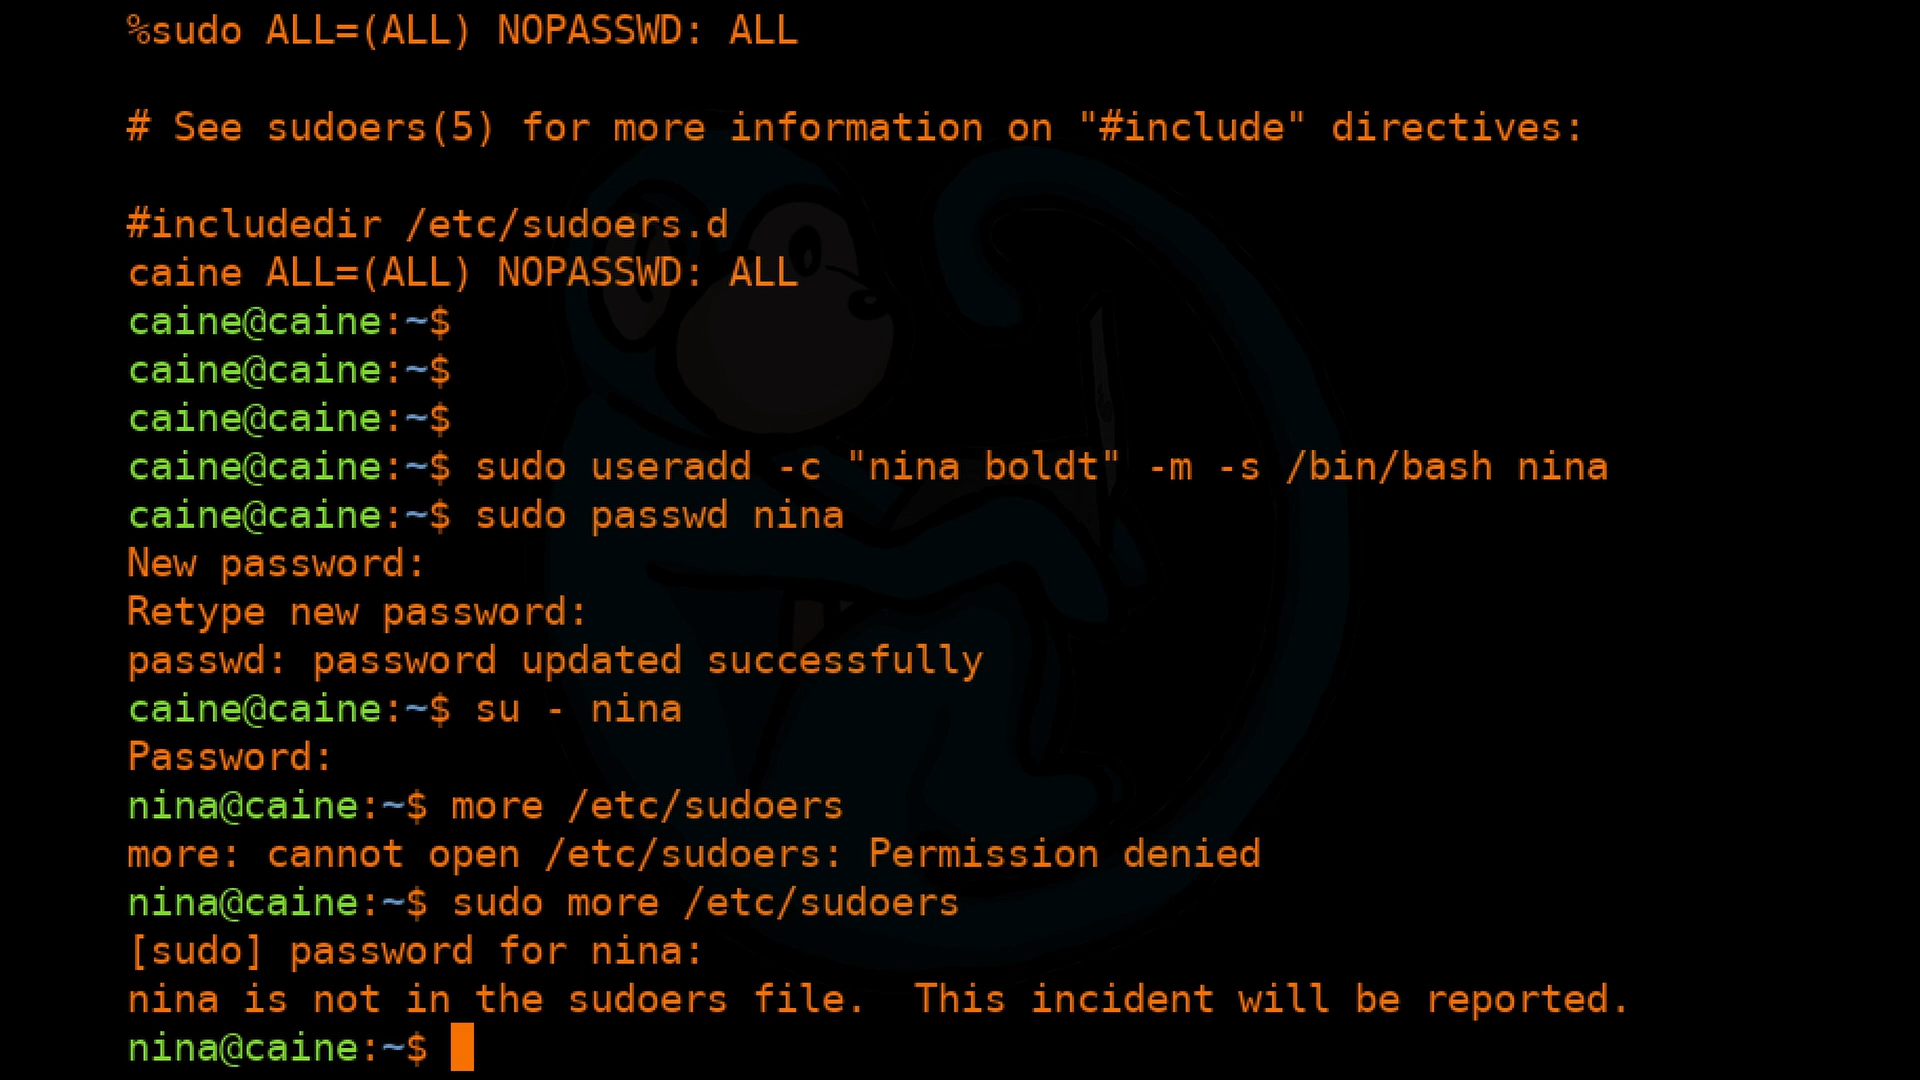 %sudo ALL=(ALL) NOPASSWD: ALL
# See sudoers(5) for more information on "#include" directives:
#includedir /etc/sudoers.d
caine ALL=(ALL) NOPASSWD: ALL
caine@caine:~$
caine@caine:~$
caine@caine:~$
caine@caine:~$ sudo useradd -c "nina boldt" -m -s /bin/bash nina
caine@caine:~$ sudo passwd nina
New password:
Retype new password:
passwd: password updated successfully
caine@caine:~$ su - nina
Password:
nina@caine:~$ more /etc/sudoers
more: cannot open /etc/sudoers: Permission denied
nina@caine:~$ sudo more /etc/sudoers
[sudo] password for nina:
nina is not in the sudoers file.  This incident will be reported.
nina@caine:~$